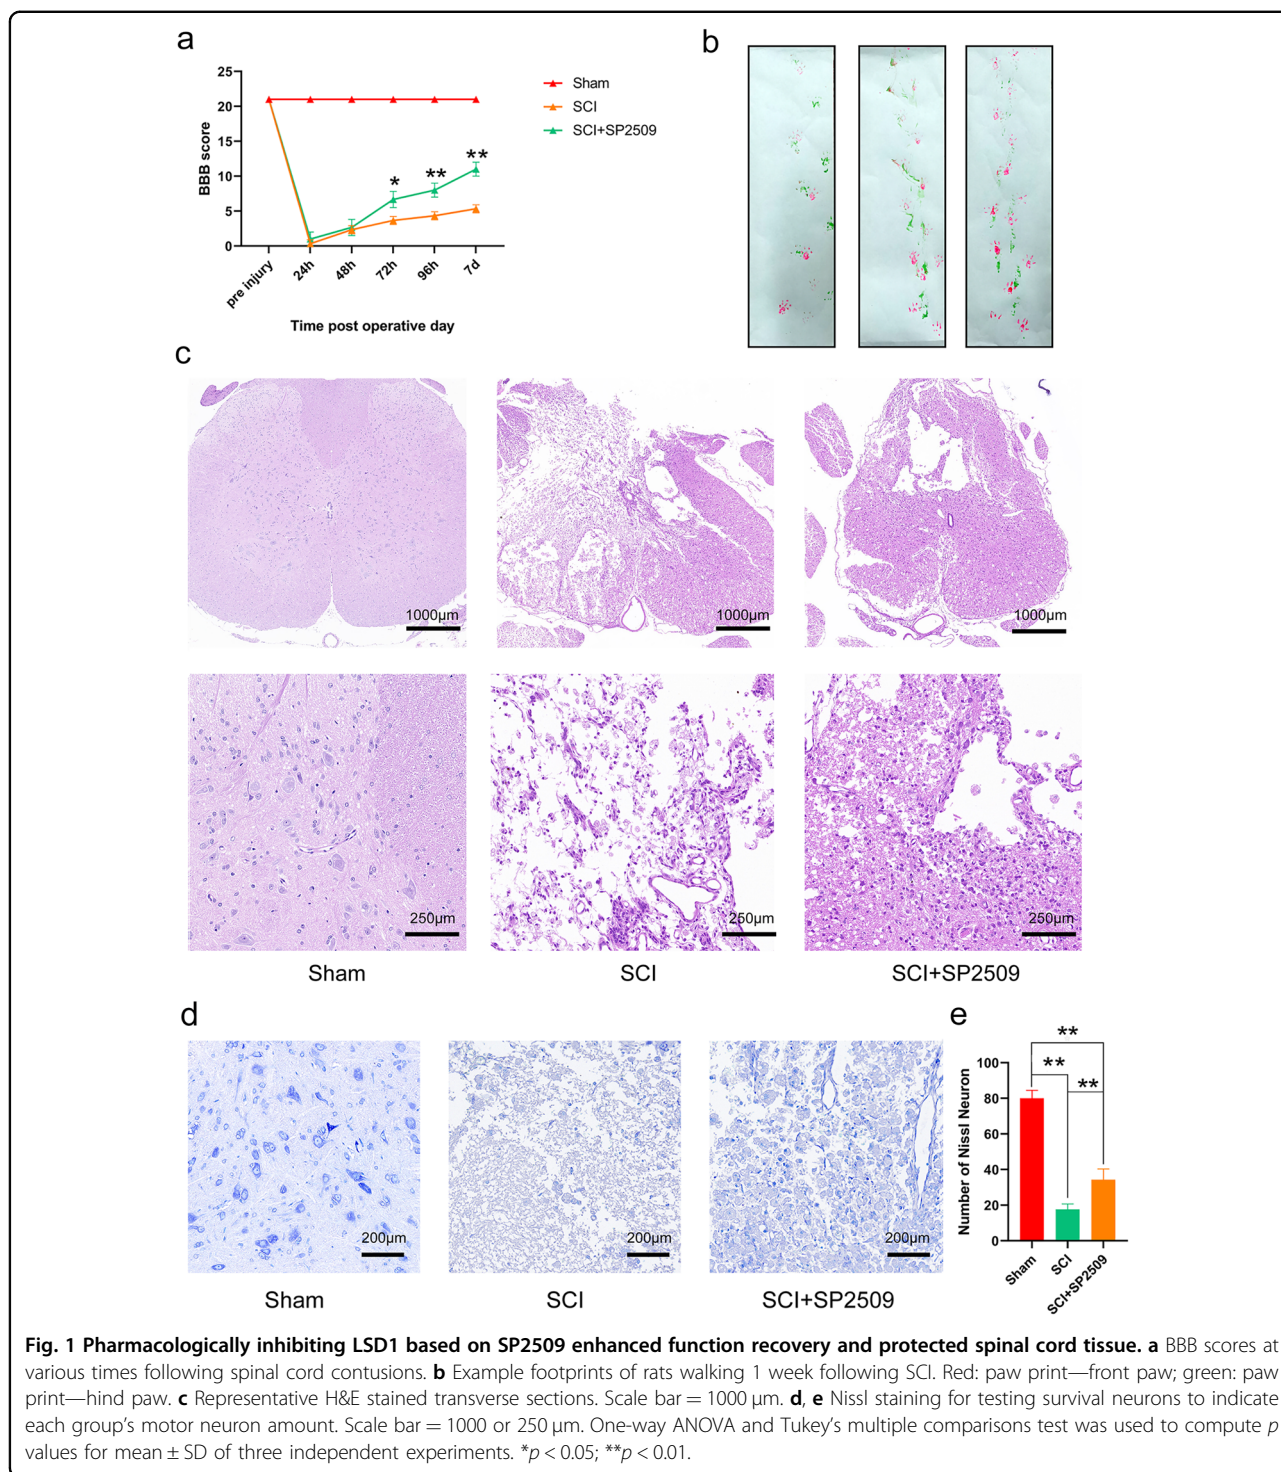 a
25
20
15
10
5
0
BBB score
pre injury
24h
48h
72h
96h
7d
*
**
**
Time post operative day
Sham
SCI
SCI+SP2509
b
c
1000µm
1000µm
1000µm
250µm
250µm
250µm
Sham
SCI
SCI+SP2509
d
200µm
200µm
200µm
Sham
SCI
SCI+SP2509
e
**
**
**
100
80
60
40
20
0
Number of Nissl Neuron
Sham
SCI
SCI+SP2509
Fig. 1 Pharmacologically inhibiting LSD1 based on SP2509 enhanced function recovery and protected spinal cord tissue. a BBB scores at
various times following spinal cord contusions. b Example footprints of rats walking 1 week following SCI. Red: paw print—front paw; green: paw
print—hind paw. c Representative H&E stained transverse sections. Scale bar = 1000 µm. d, e Nissl staining for testing survival neurons to indicate
each group's motor neuron amount. Scale bar = 1000 or 250 µm. One-way ANOVA and Tukey's multiple comparisons test was used to compute p
values for mean ± SD of three independent experiments. *p < 0.05; **p < 0.01.